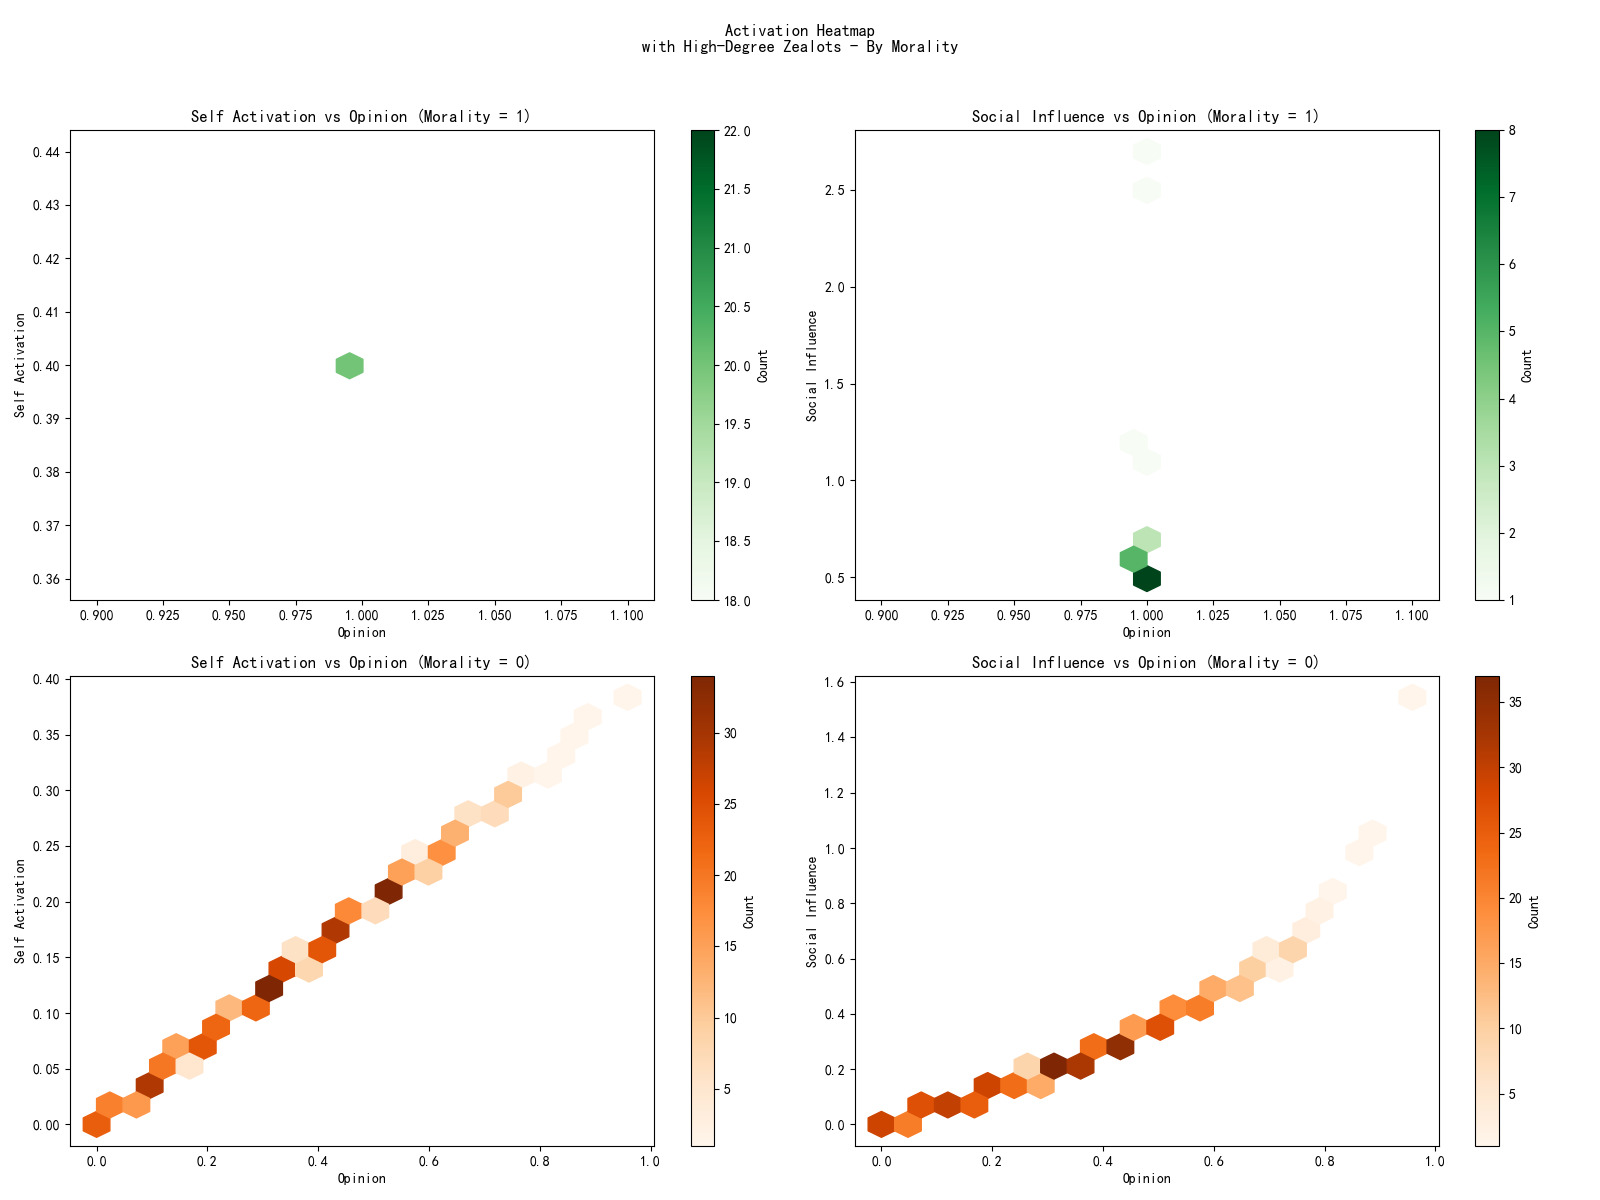 Activation Heatmap
with High-Degree Zealots - By Morality
Self Activation vs Opinion (Morality = 1)
0.44
0.43
0.42
0.41
0.40
0.39
0.38
0.37
0.36
Self Activation
0.900 0.925 0.950 0.975 1.000 1.025 1.050 1.075 1.100
Opinion
22.0
21.5
21.0
20.5
20.0
19.5
19.0
18.5
18.0
Count
Social Influence vs Opinion (Morality = 1)
2.5
2.0
1.5
1.0
0.5
Social Influence
0.900 0.925 0.950 0.975 1.000 1.025 1.050 1.075 1.100
Opinion
8
7
6
5
4
3
2
1
Count
Self Activation vs Opinion (Morality = 0)
0.40
0.35
0.30
0.25
0.20
0.15
0.10
0.05
0.00
Self Activation
0.0 0.2 0.4 0.6 0.8 1.0
Opinion
30
25
20
15
10
5
Count
Social Influence vs Opinion (Morality = 0)
1.6
1.4
1.2
1.0
0.8
0.6
0.4
0.2
0.0
Social Influence
0.0 0.2 0.4 0.6 0.8 1.0
Opinion
35
30
25
20
15
10
5
Count